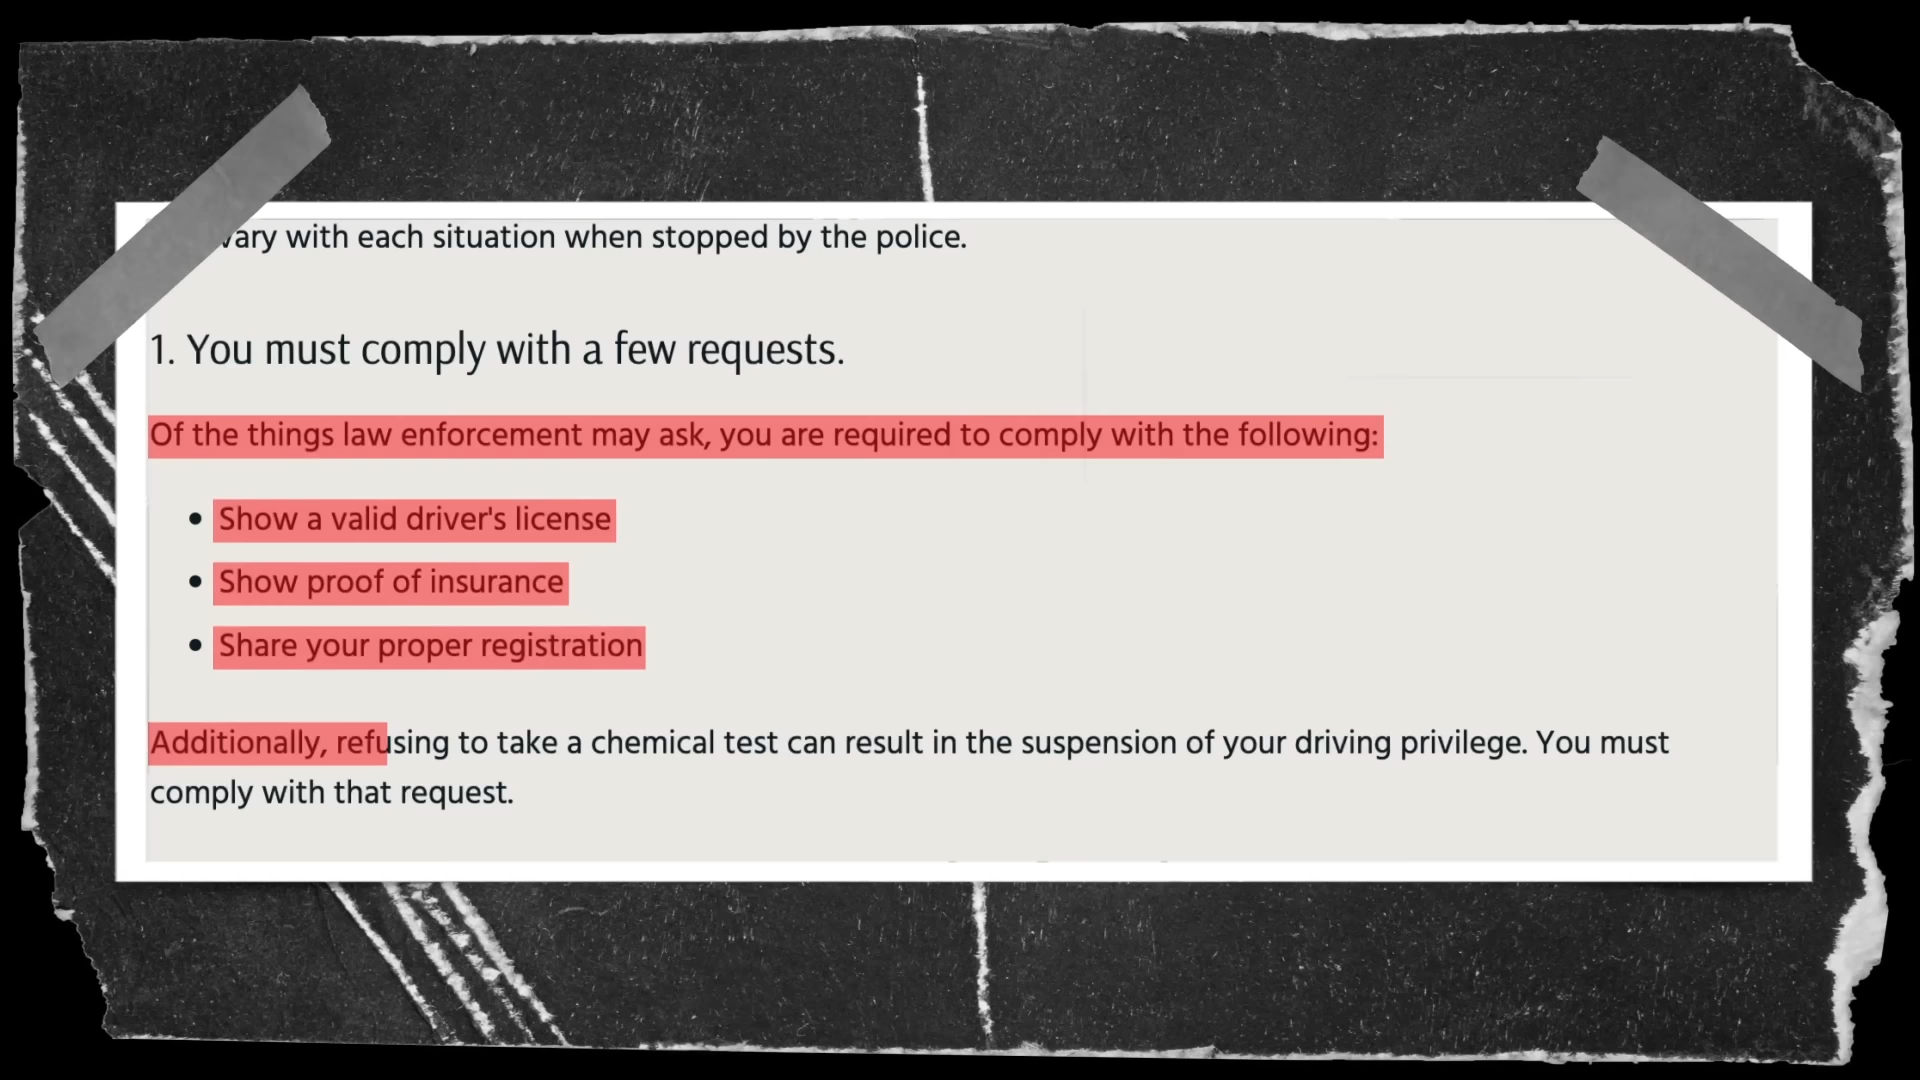 vary with each situation when stopped by the police.
1. You must comply with a few requests.
Of the things law enforcement may ask, you are required to comply with the following:
• Show a valid driver's license
• Show proof of insurance
• Share your proper registration
Additionally, refusing to take a chemical test can result in the suspension of your driving privilege. You must
comply with that request.